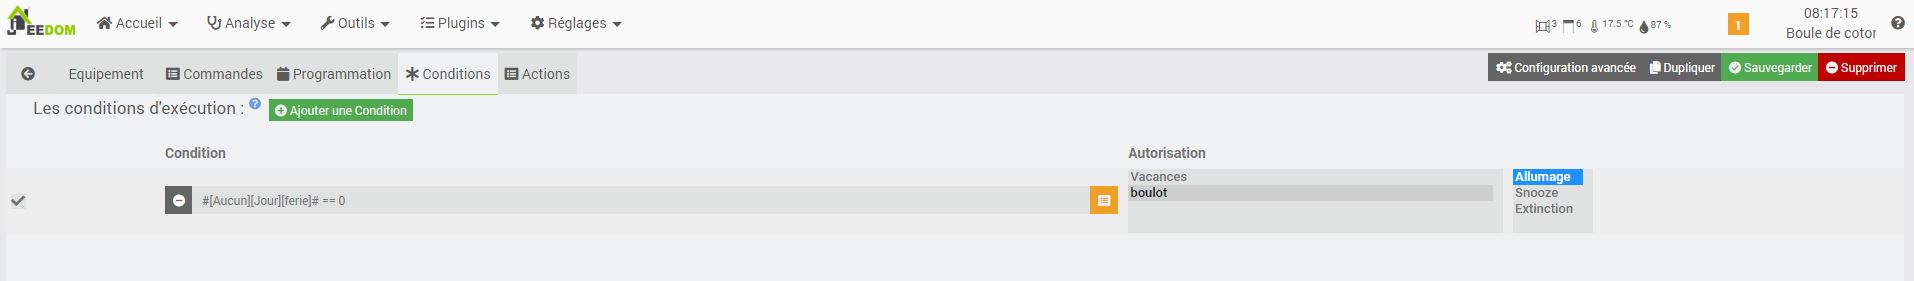 JEEDOM Accueil Analyse Outils Plugins Réglages 3 6 17.5 °C 87 % 1 08:17:15
Boule de coton
Equipement Commandes Programmation Conditions Actions Configuration avancée Dupliquer Sauvegarder Supprimer
Les conditions d'exécution : Ajouter une Condition
Condition Autorisation
Vacances Allumage
#[Aucun][Jour][ferie]# == 0 boulot Snooze
Extinction